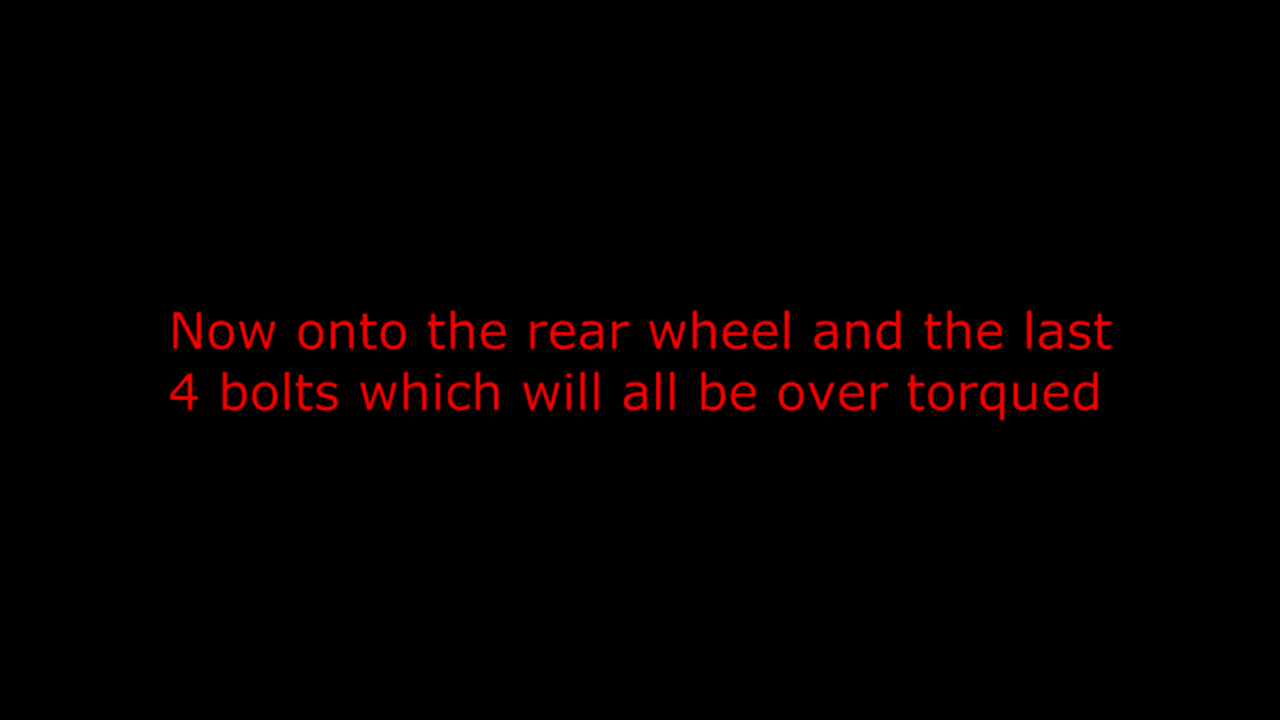 Now onto the rear wheel and the last
4 bolts which will all be over torqued